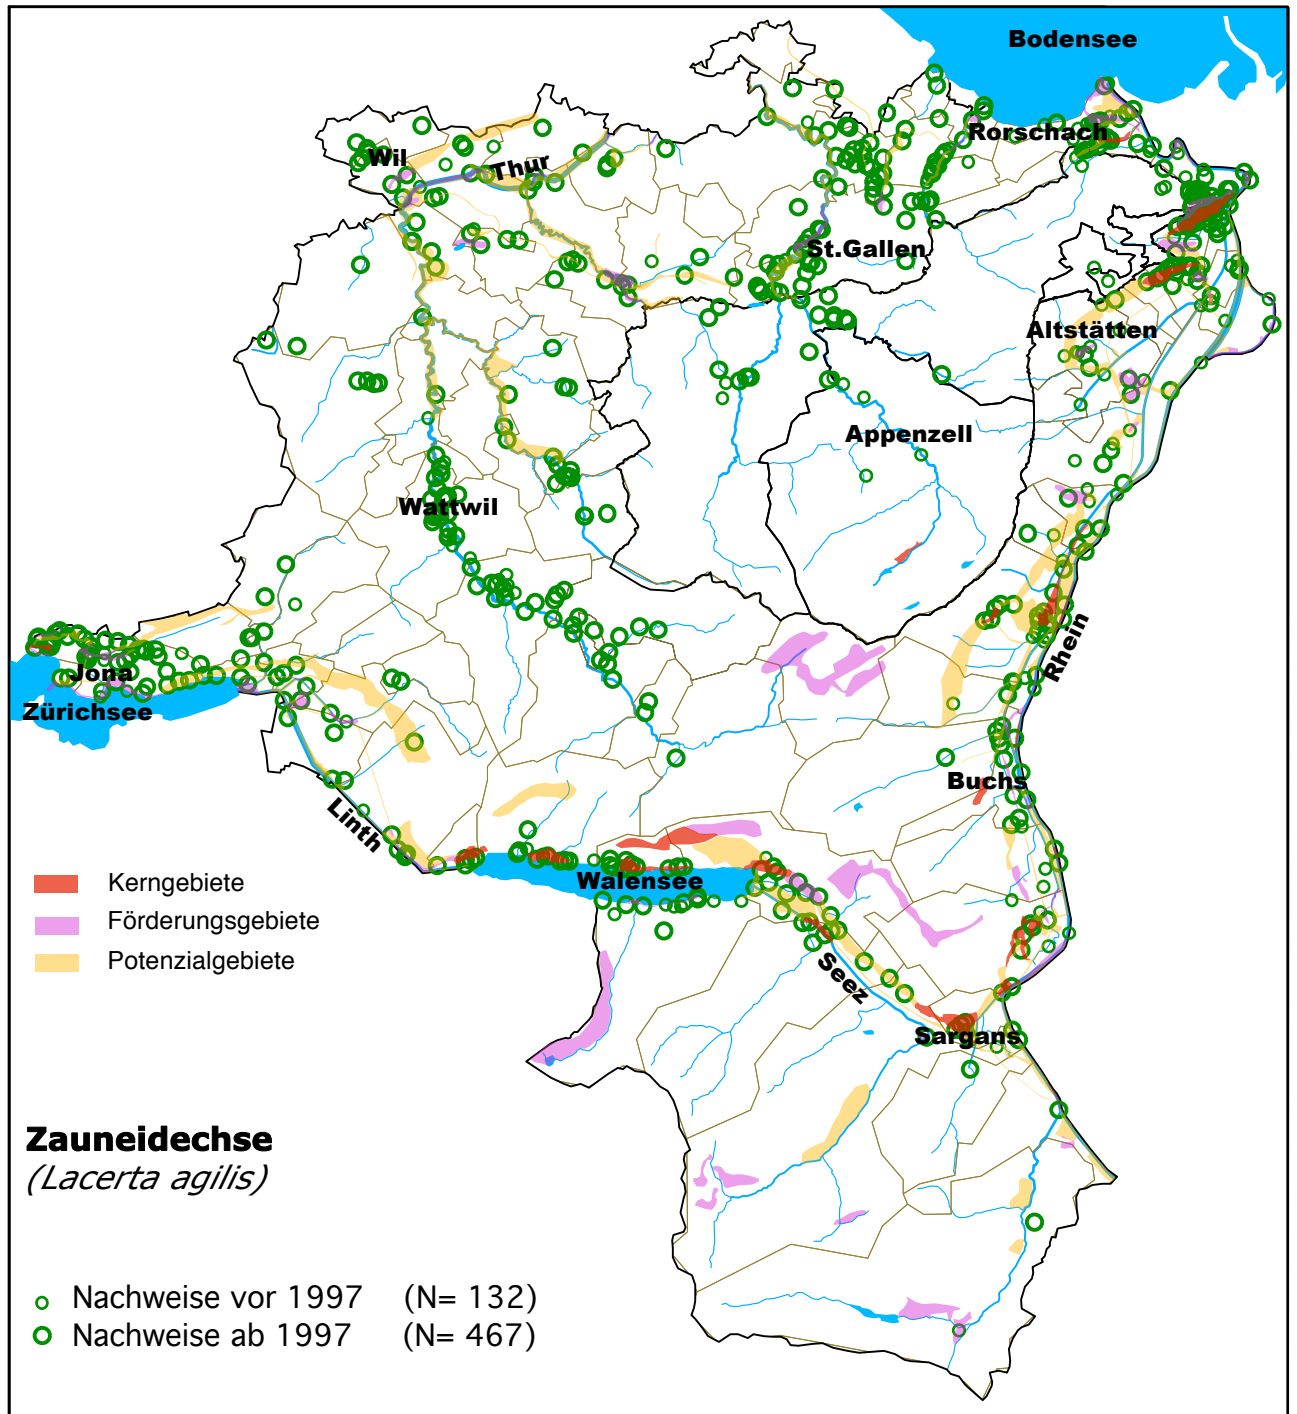 Bodensee
Rorschach
Wil
Thur
St.Gallen
Altstätten
Appenzell
Wattwil
Rhein
Jona
Zürichsee
Buchs
Linth
Walensee
Kerngebiete
Förderungsgebiete
Potenzialgebiete
Seez
Sargans
Zauneidechse
(Lacerta agilis)
Nachweise vor 1997 (N= 132)
Nachweise ab 1997 (N= 467)